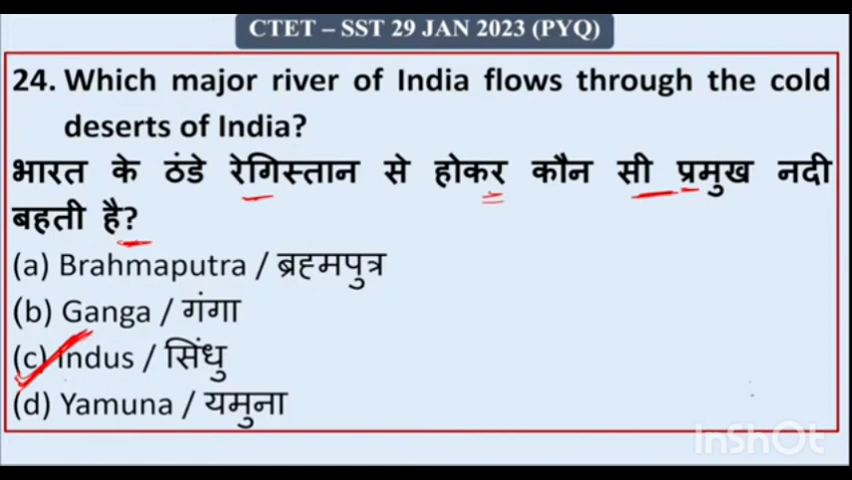 CTET – SST 29 JAN 2023 (PYQ)
24. Which major river of India flows through the cold
deserts of India?
भारत के ठंडे रेगिस्तान से होकर कौन सी प्रमुख नदी
बहती है?
(a) Brahmaputra / ब्रह्मपुत्र
(b) Ganga / गंगा
(c) Indus / सिंधु
(d) Yamuna / यमुना
InShOt